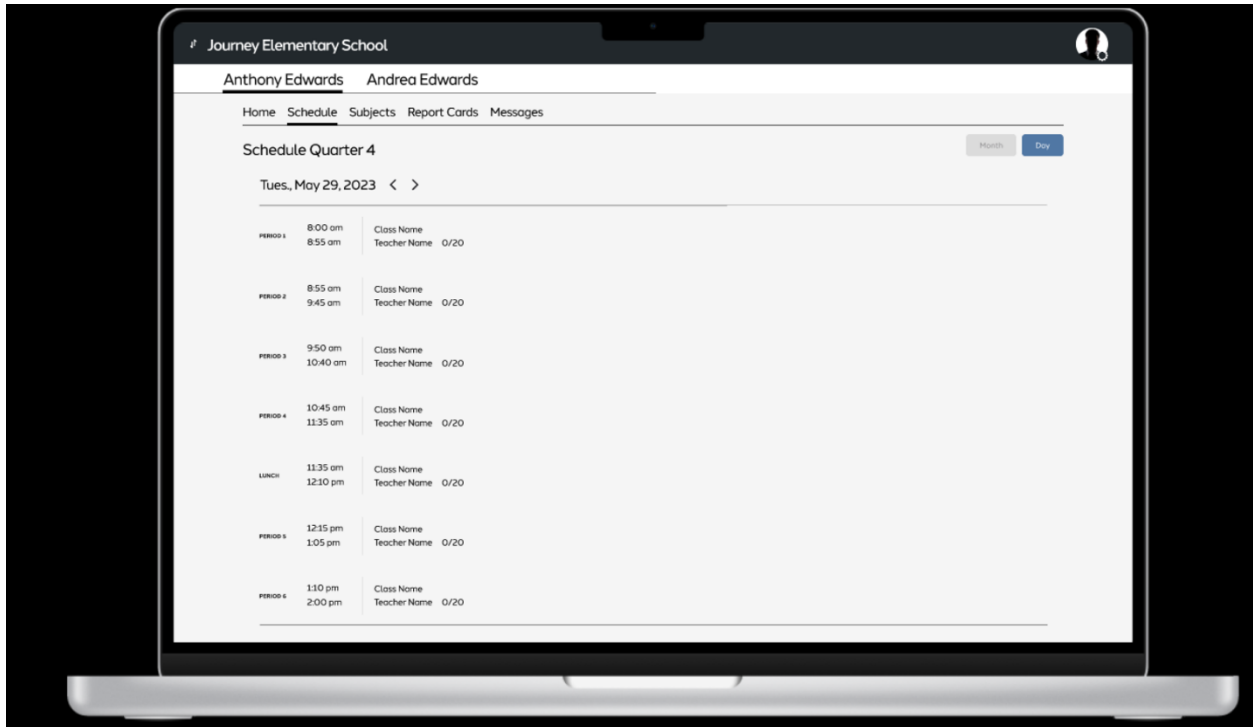 Journey Elementary School
Anthony Edwards Andrea Edwards
Home Schedule Subjects Report Cards Messages
Schedule Quarter 4
Month Day
Tues., May 29, 2023 < >
PERIOD 1 8:00 am Class Name
8:55 am Teacher Name 0/20
PERIOD 2 8:55 am Class Name
9:45 am Teacher Name 0/20
PERIOD 3 9:50 am Class Name
10:40 am Teacher Name 0/20
PERIOD 4 10:45 am Class Name
11:35 am Teacher Name 0/20
LUNCH 11:35 am Class Name
12:10 pm Teacher Name 0/20
PERIOD 5 12:15 pm Class Name
1:05 pm Teacher Name 0/20
PERIOD 6 1:10 pm Class Name
2:00 pm Teacher Name 0/20